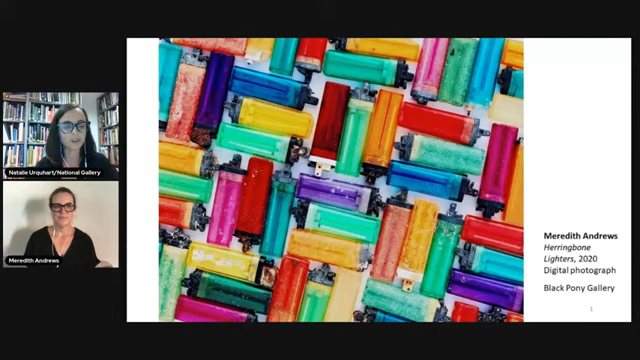 Natalie Urquhart/National Gallery
Meredith Andrews
Meredith Andrews
Herringbone
Lighters, 2020
Digital photograph
Black Pony Gallery
1